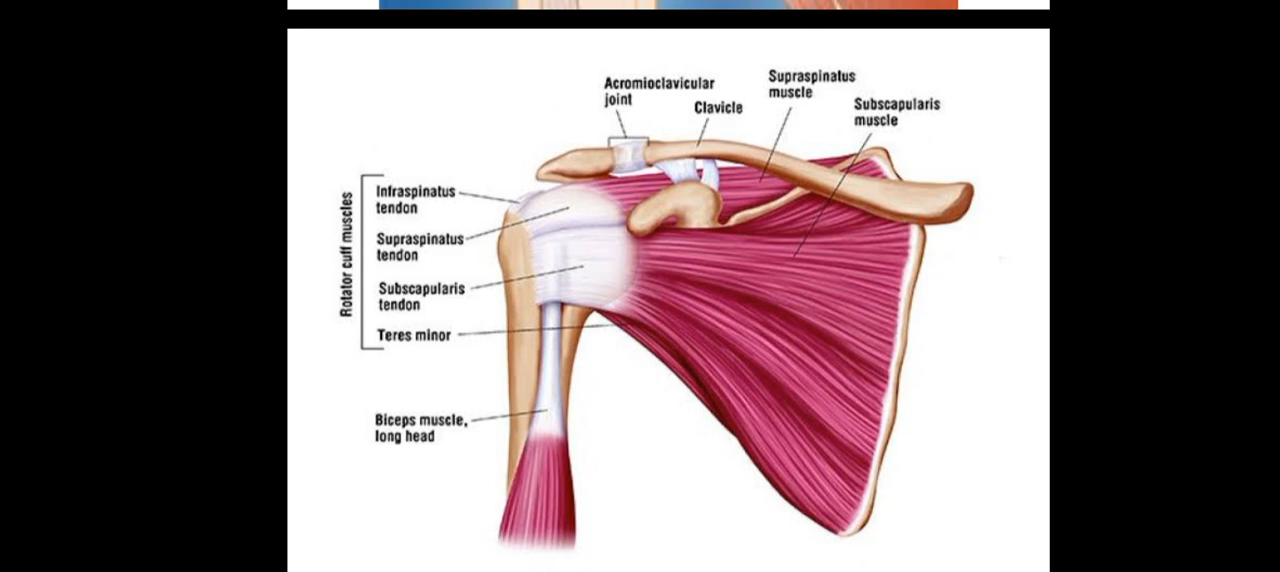 Acromioclavicular
joint
Clavicle
Supraspinatus
muscle
Subscapularis
muscle
Rotator cuff muscles
Infraspinatus
tendon
Supraspinatus
tendon
Subscapularis
tendon
Teres minor
Biceps muscle,
long head